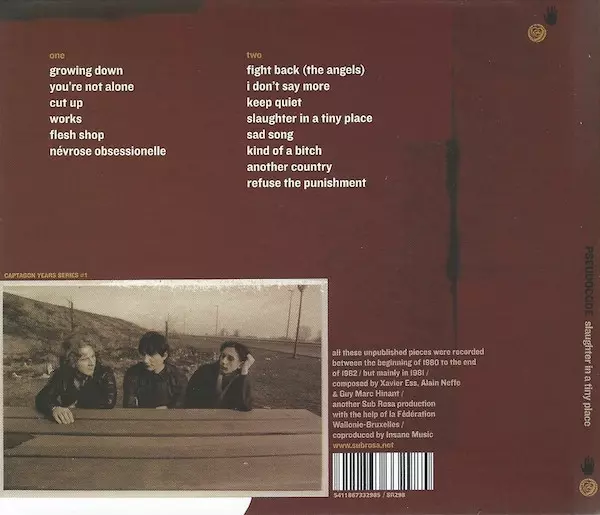 one
growing down
you're not alone
cut up
works
flesh shop
névrose obsessionelle
two
fight back (the angels)
i don't say more
keep quiet
slaughter in a tiny place
sad song
kind of a bitch
another country
refuse the punishment
CAPTAGON YEARS SERIES #1
all these unpublished pieces were recorded
between the beginning of 1980 to the end
of 1982 / but mainly in 1981 /
composed by Xavier Ess, Alain Neffe
& Guy Marc Hinant /
another Sub Rosa production
with the help of la Fédération
Wallonie-Bruxelles /
coproduced by Insane Music
www.subrosa.net
5411867332985 / SR298
PSEUDOCODE slaughter in a tiny place